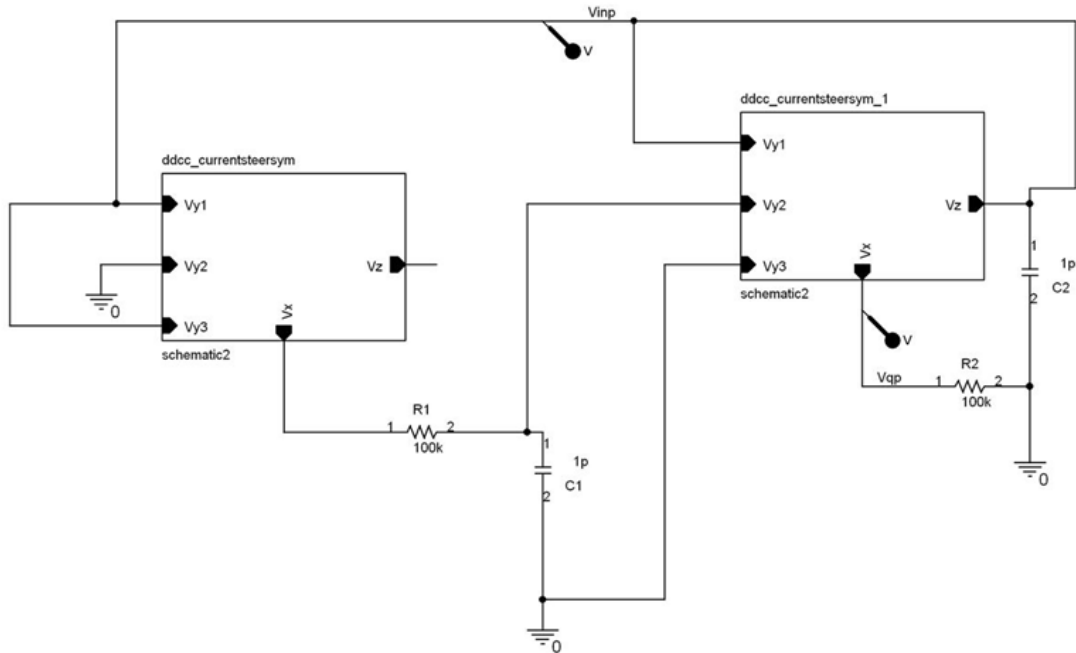 Vinp
V
ddcc_currentsteersym_1
Vy1
Vy2
Vz
Vy3
Vx
schematic2
1
1p
C2
2
ddcc_currentsteersym
Vy1
Vy2
Vz
0
Vy3
Vx
schematic2
V
R2
Vqp
1
2
100k
0
R1
1
2
100k
1
1p
C1
2
0